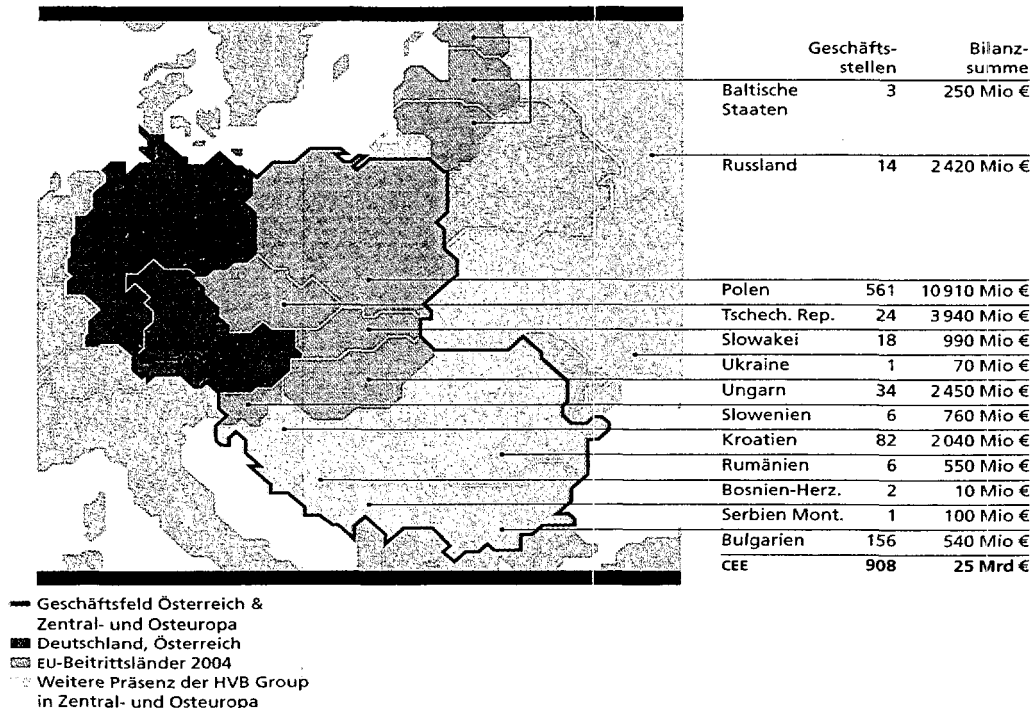 Geschäfts- Bilanz-
stellen summe
Baltische 3 250 Mio €
Staaten
Russland 14 2 420 Mio €
Polen 561 10 910 Mio €
Tschech. Rep. 24 3 940 Mio €
Slowakei 18 990 Mio €
Ukraine 1 70 Mio €
Ungarn 34 2 450 Mio €
Slowenien 6 760 Mio €
Kroatien 82 2 040 Mio €
Rumänien 6 550 Mio €
Bosnien-Herz. 2 10 Mio €
Serbien Mont. 1 100 Mio €
Bulgarien 156 540 Mio €
CEE 908 25 Mrd €
Geschäftsfeld Österreich &
Zentral- und Osteuropa
Deutschland, Österreich
EU-Beitrittsländer 2004
Weitere Präsenz der HVB Group
in Zentral- und Osteuropa